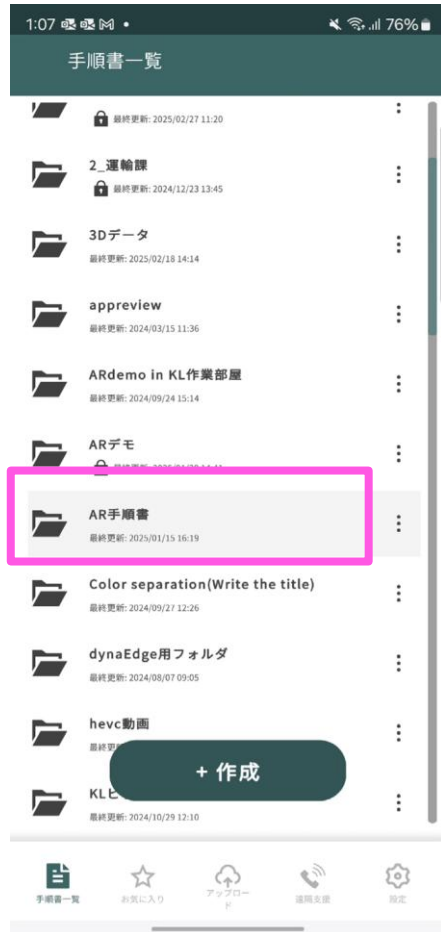 1:07
76%
手順書一覧
最終更新: 2025/02/27 11:20
2_運輸課
最終更新: 2024/12/23 13:45
3Dデータ
最終更新: 2025/02/18 14:14
appreview
最終更新: 2024/03/15 11:36
ARdemo in KL作業部屋
最終更新: 2024/09/24 15:14
ARデモ
AR手順書
最終更新: 2025/01/15 16:19
Color separation(Write the title)
最終更新: 2024/09/27 12:26
dynaEdge用フォルダ
最終更新: 2024/08/07 09:05
hevc動画
+ 作成
最終更新: 2024/10/29 12:10
手順書一覧
お気に入り
アップロー
ド
遠隔支援
設定